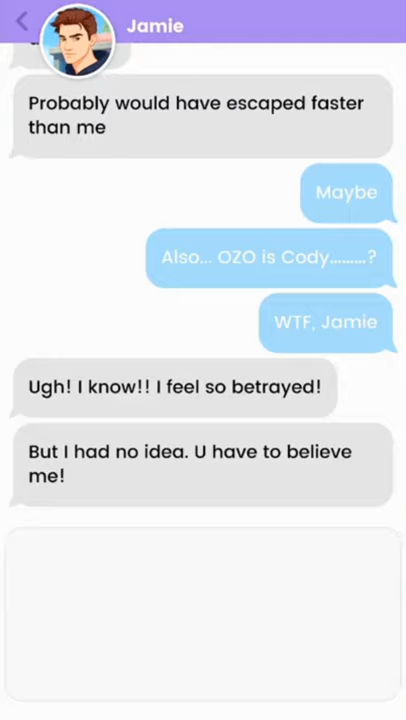 Jamie
Probably would have escaped faster
than me
Maybe
Also... OZO is Cody.........?
WTF, Jamie
Ugh! I know!! I feel so betrayed!
But I had no idea. U have to believe
me!